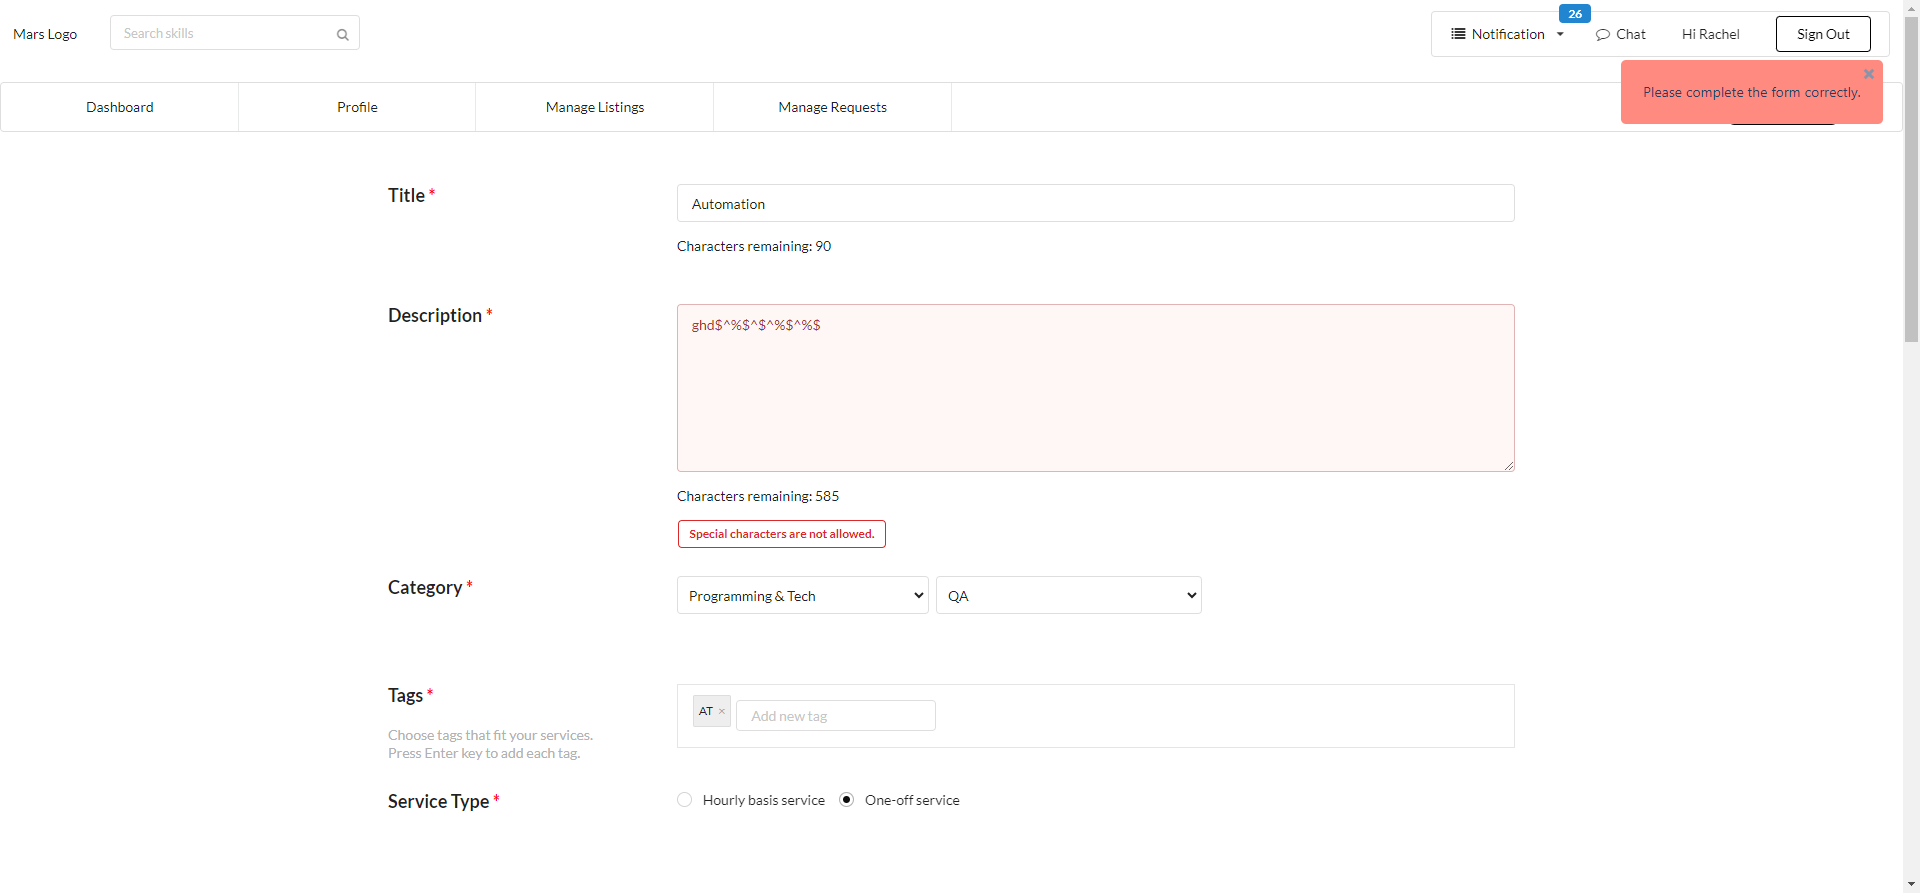 Mars Logo
Search skills
26
Notification
Chat
Hi Rachel
Sign Out
Please complete the form correctly.
Dashboard
Profile
Manage Listings
Manage Requests
Title *
Automation
Characters remaining: 90
Description *
ghd$^%$^$^%$^%$
Characters remaining: 585
Special characters are not allowed.
Category *
Programming & Tech
QA
Tags *
AT ×
Add new tag
Choose tags that fit your services.
Press Enter key to add each tag.
Service Type *
Hourly basis service
One-off service